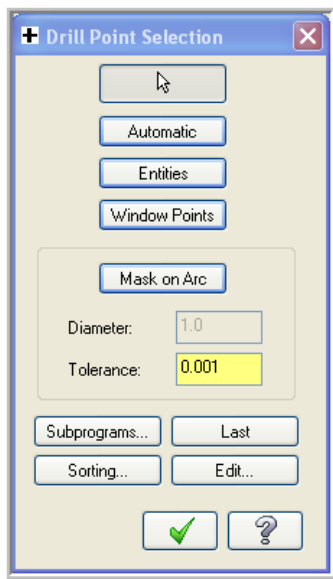 Drill Point Selection
Automatic
Entities
Window Points
Mask on Arc
Diameter: 1.0
Tolerance: 0.001
Subprograms... Last
Sorting... Edit...